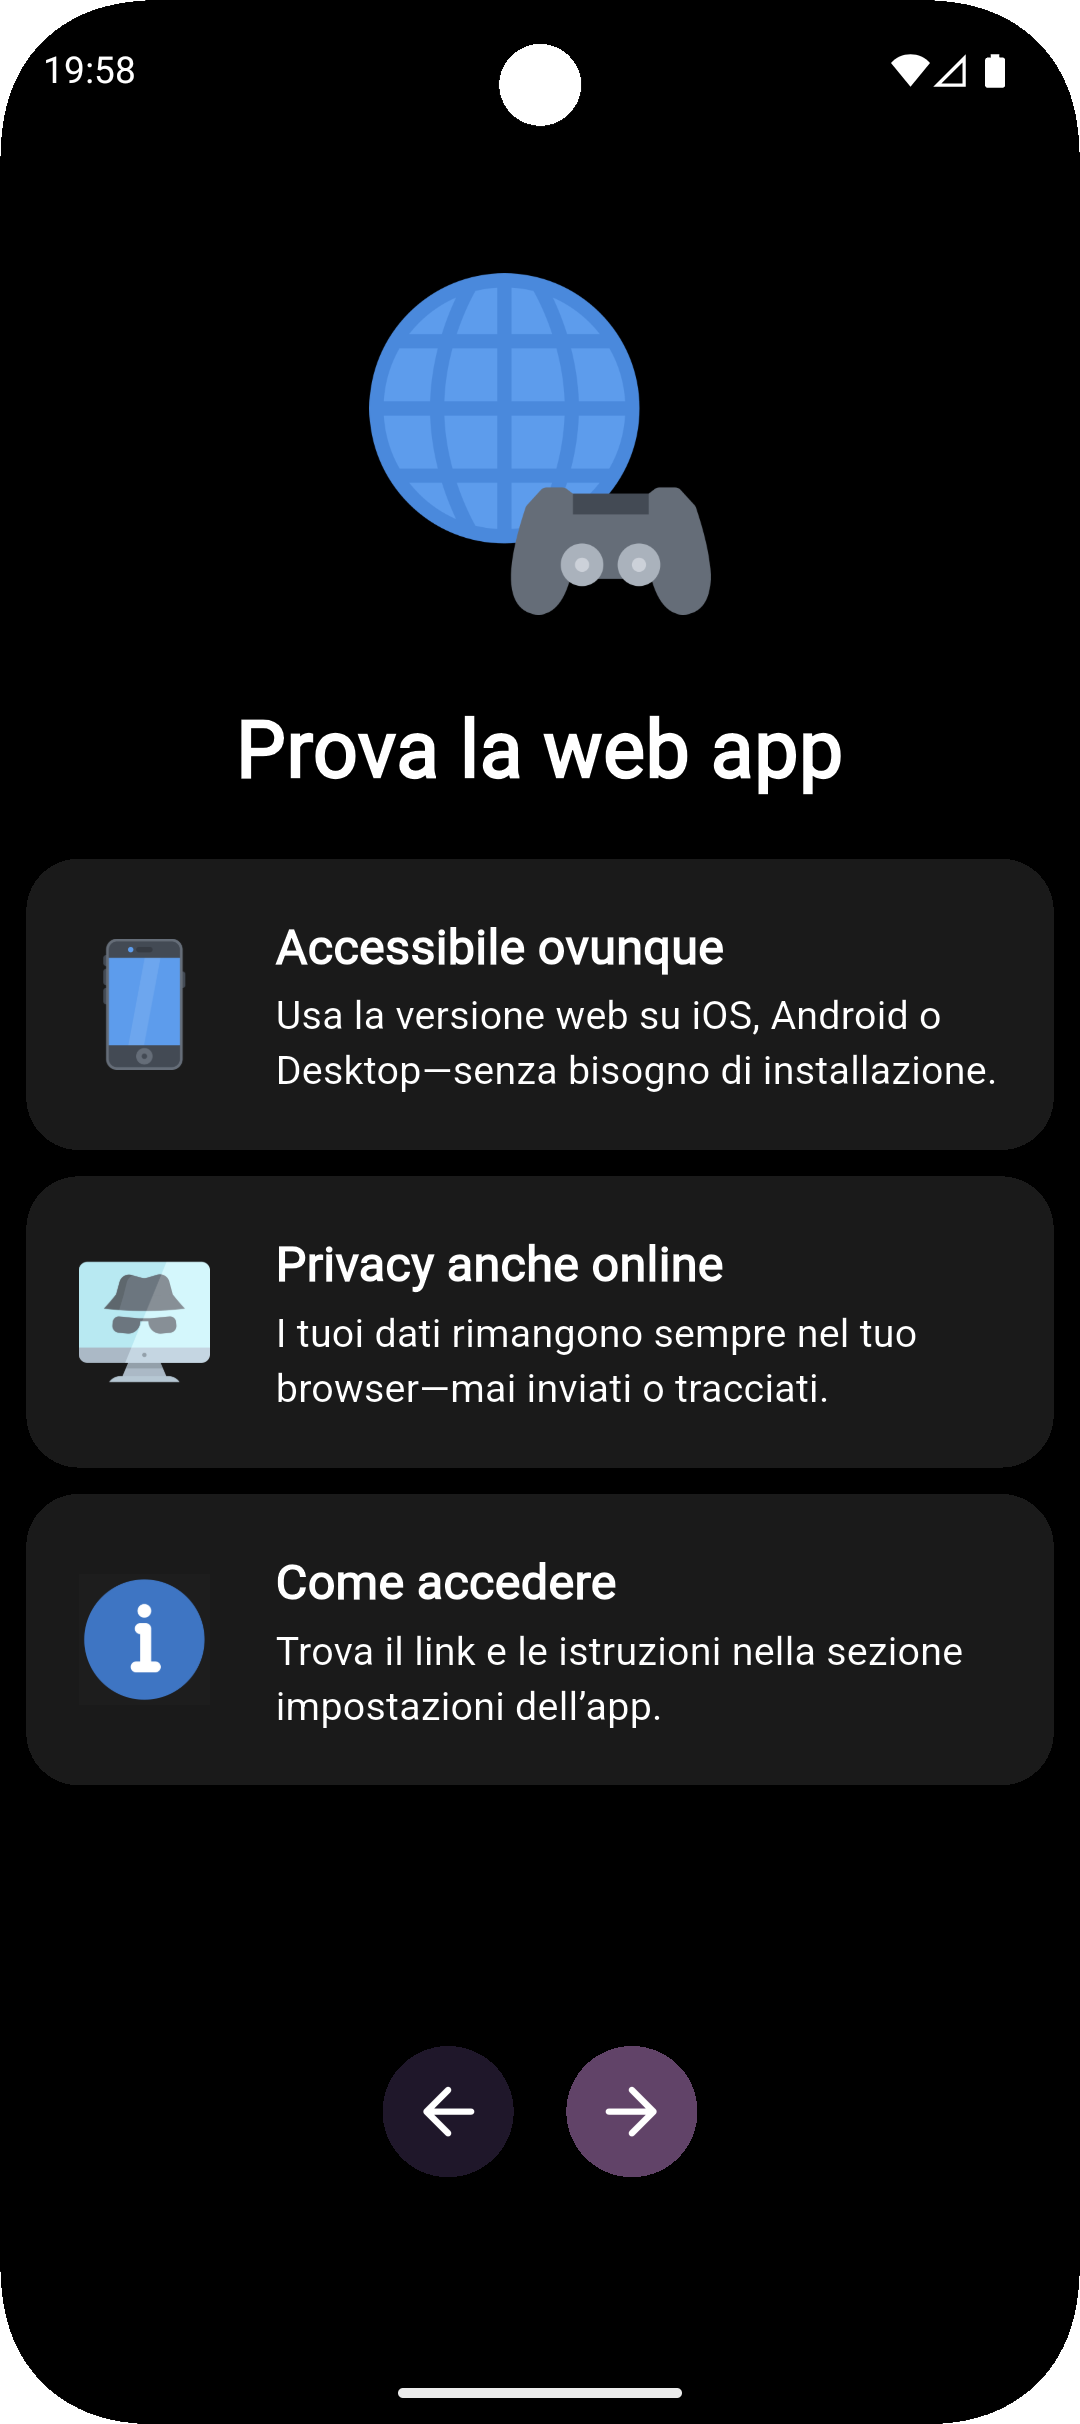 19:58
Prova la web app
Accessibile ovunque
Usa la versione web su iOS, Android o
Desktop—senza bisogno di installazione.
Privacy anche online
I tuoi dati rimangono sempre nel tuo
browser—mai inviati o tracciati.
Come accedere
Trova il link e le istruzioni nella sezione
impostazioni dell’app.